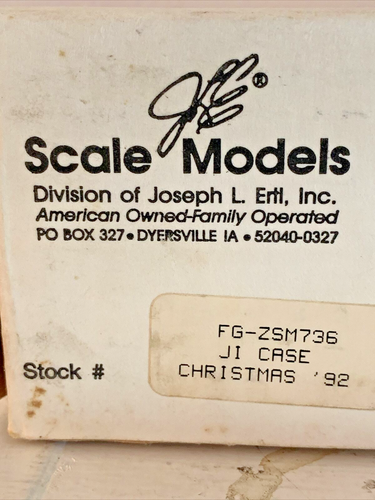 JLE®
Scale Models
Division of Joseph L. Ertl, Inc.
American Owned-Family Operated
PO BOX 327 • DYERSVILLE IA • 52040-0327
FG-ZSM736
JI CASE
Stock # CHRISTMAS '92